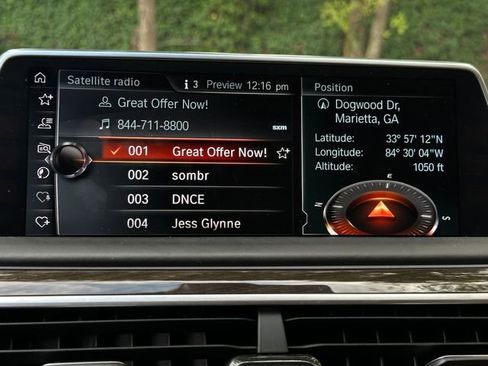 Satellite radio
i 3 Preview 12:16 pm
Great Offer Now!
844-711-8800 sxm
001 Great Offer Now!
002 sombr
003 DNCE
004 Jess Glynne
Position
Dogwood Dr,
Marietta, GA
Latitude: 33° 57' 12"N
Longitude: 84° 30' 04"W
Altitude: 1050 ft
E
N
S